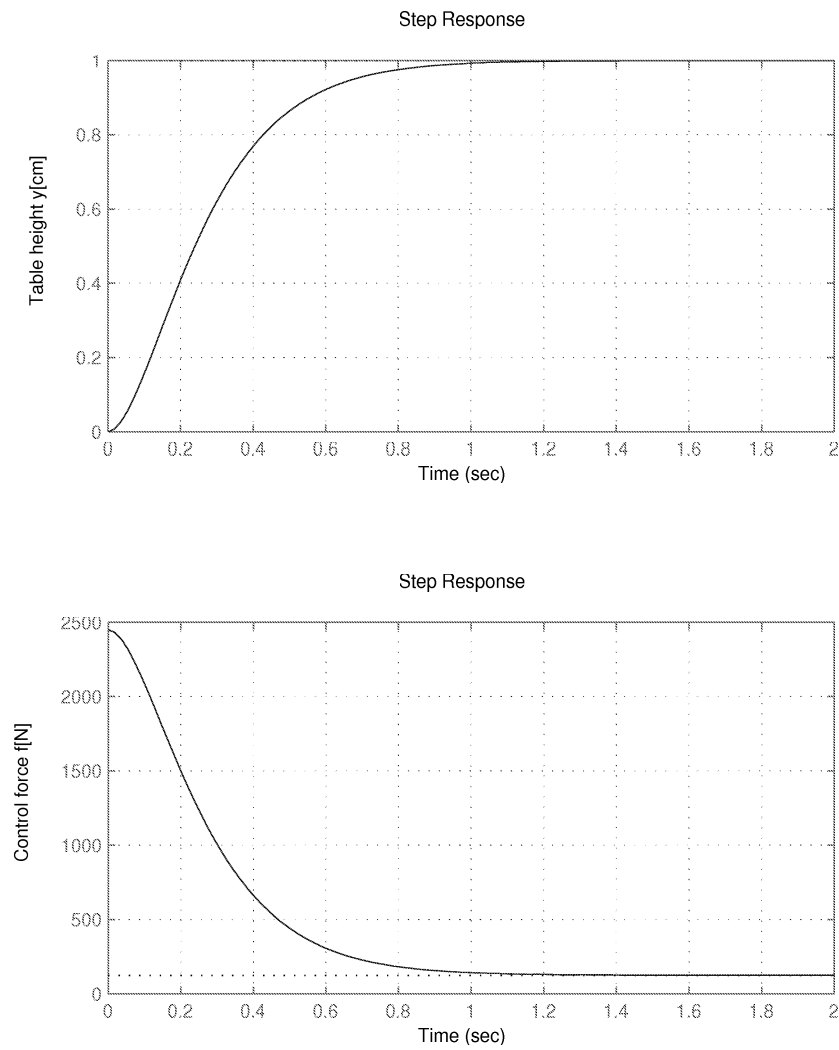 Step Response
1
0.8
0.6
0.4
0.2
0
Table height y[cm]
0 0.2 0.4 0.6 0.8 1 1.2 1.4 1.6 1.8 2
Time (sec)
Step Response
2500
2000
1500
1000
500
0
Control force f[N]
0 0.2 0.4 0.6 0.8 1 1.2 1.4 1.6 1.8 2
Time (sec)